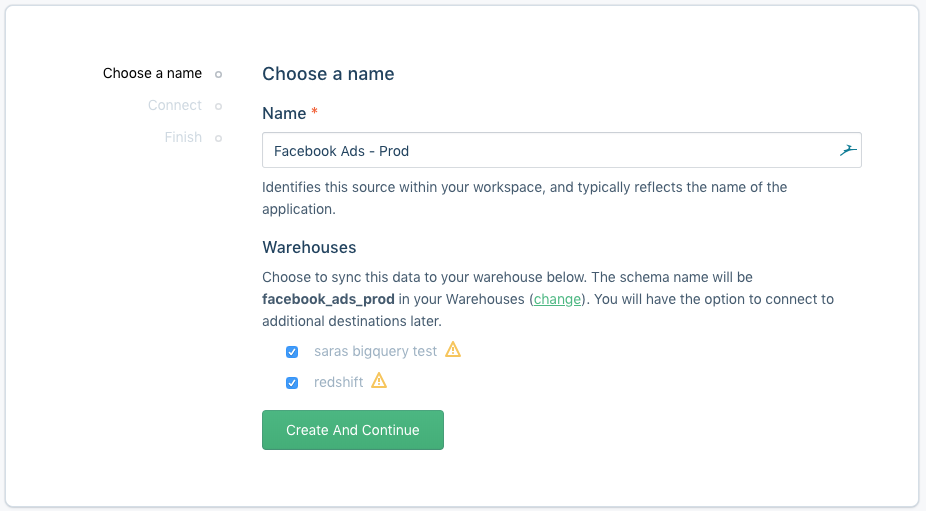 Choose a name
Connect
Finish
Choose a name
Name *
Facebook Ads - Prod
Identifies this source within your workspace, and typically reflects the name of the
application.
Warehouses
Choose to sync this data to your warehouse below. The schema name will be
facebook_ads_prod in your Warehouses (change). You will have the option to connect to
additional destinations later.
saras bigquery test
redshift
Create And Continue